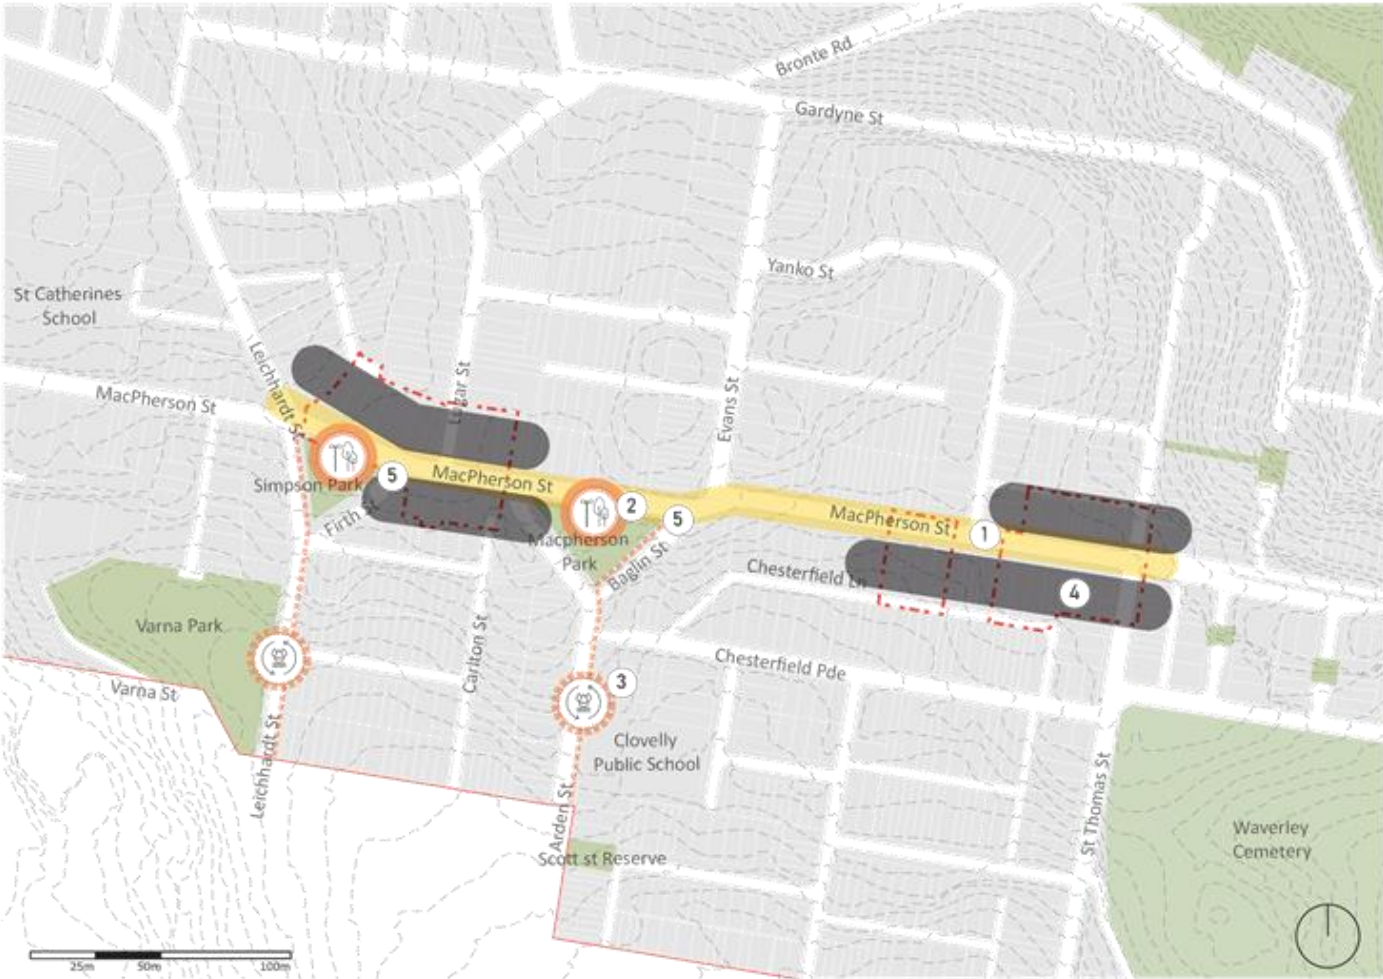 Bronte Rd
Gardyne St
Yanko St
St Catherines
School
Leichhardt St
Lugar St
MacPherson St
Evans St
MacPherson St
5
Simpson Park
2
5
MacPherson St
1
Firth St
Macpherson
Park
Baglin St
Chesterfield Ln
4
Varna Park
Carlton St
Chesterfield Pde
3
Varna St
Clovelly
Public School
Leichhardt St
Arden St
St Thomas St
Scott st Reserve
Waverley
Cemetery
25m
50m
100m